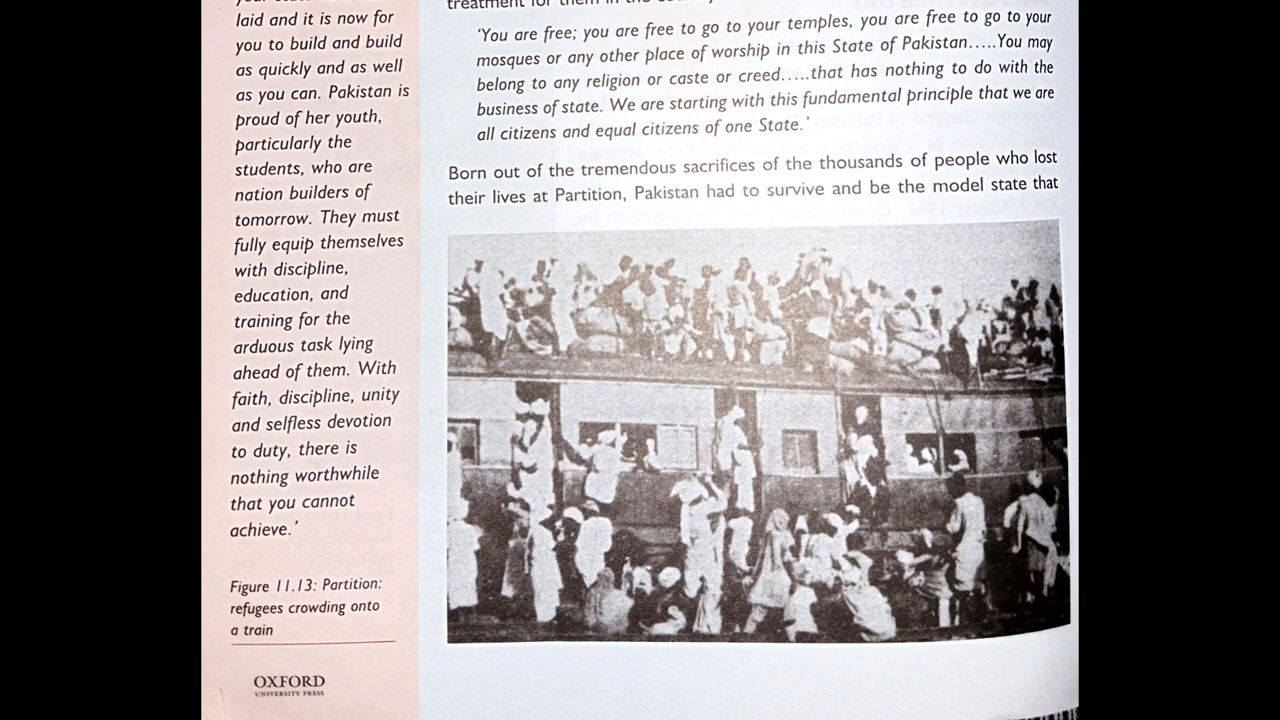 laid and it is now for
you to build and build
as quickly and as well
as you can. Pakistan is
proud of her youth,
particularly the
students, who are
nation builders of
tomorrow. They must
fully equip themselves
with discipline,
education, and
training for the
arduous task lying
ahead of them. With
faith, discipline, unity
and selfless devotion
to duty, there is
nothing worthwhile
that you cannot
achieve.’
Figure 11.13: Partition:
refugees crowding onto
a train
OXFORD
UNIVERSITY PRESS
treatment for them in the
‘You are free; you are free to go to your temples, you are free to go to your
mosques or any other place of worship in this State of Pakistan.....You may
belong to any religion or caste or creed.....that has nothing to do with the
business of state. We are starting with this fundamental principle that we are
all citizens and equal citizens of one State.’
Born out of the tremendous sacrifices of the thousands of people who lost
their lives at Partition, Pakistan had to survive and be the model state that